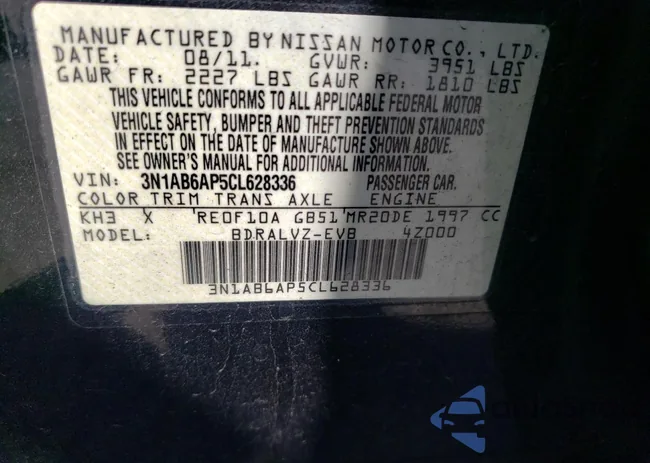 MANUFACTURED BY NISSAN MOTOR CO., LTD.
DATE: 08/11. GVWR: 3951 LBS
GAWR FR: 2227 LBS GAWR RR: 1810 LBS
THIS VEHICLE CONFORMS TO ALL APPLICABLE FEDERAL MOTOR
VEHICLE SAFETY, BUMPER AND THEFT PREVENTION STANDARDS
IN EFFECT ON THE DATE OF MANUFACTURE SHOWN ABOVE.
SEE OWNER'S MANUAL FOR ADDITIONAL INFORMATION.
VIN: 3N1AB6AP5CL628336 PASSENGER CAR.
COLOR TRIM TRANS AXLE ENGINE
KH3 X 'RE0F10A GB51'MR20DE 1997 CC
MODEL: BDRALVZ-EVB 4Z000
3N1AB6AP5CL628336